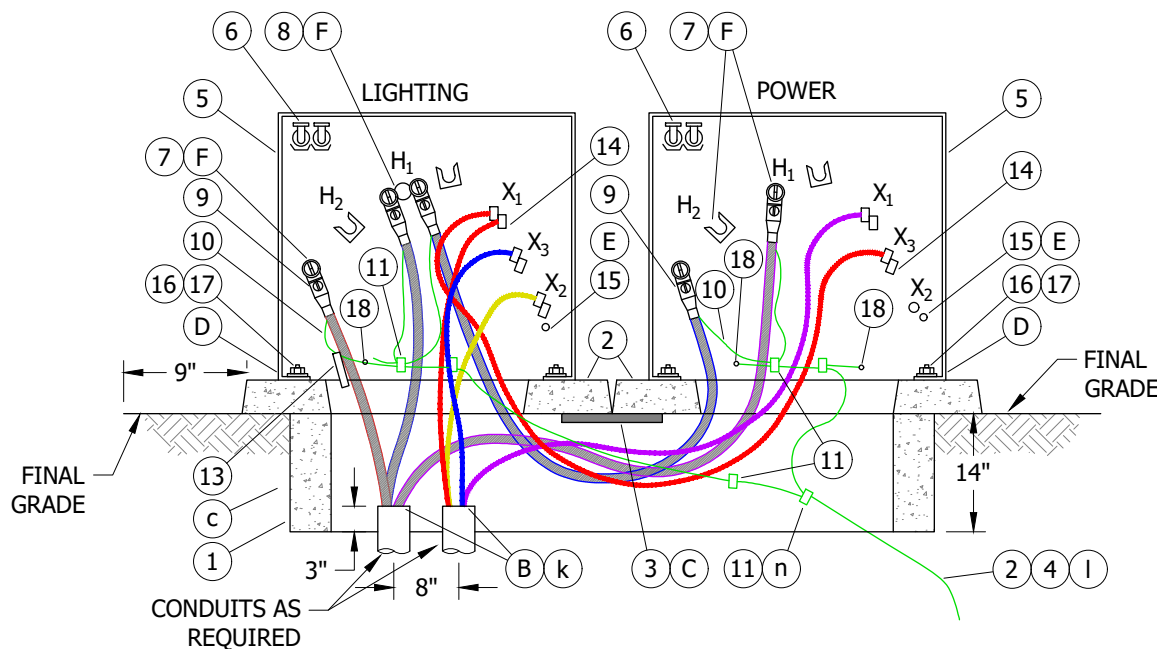 6 8 F 6 7 F
LIGHTING POWER
5 5
7 F H₁ 14 H₁ 14
9 H₂ X₁ 9 H₂ X₁
10 X₃ E X₃ 15 E
16 17 11 X₂ 15 10 18 X₂ 16 17
D 18 18 D
9" 2 FINAL
GRADE
FINAL
GRADE
13 11 14"
c
1 3" B k 3 C 11 n 2 4 l
8"
CONDUITS AS
REQUIRED